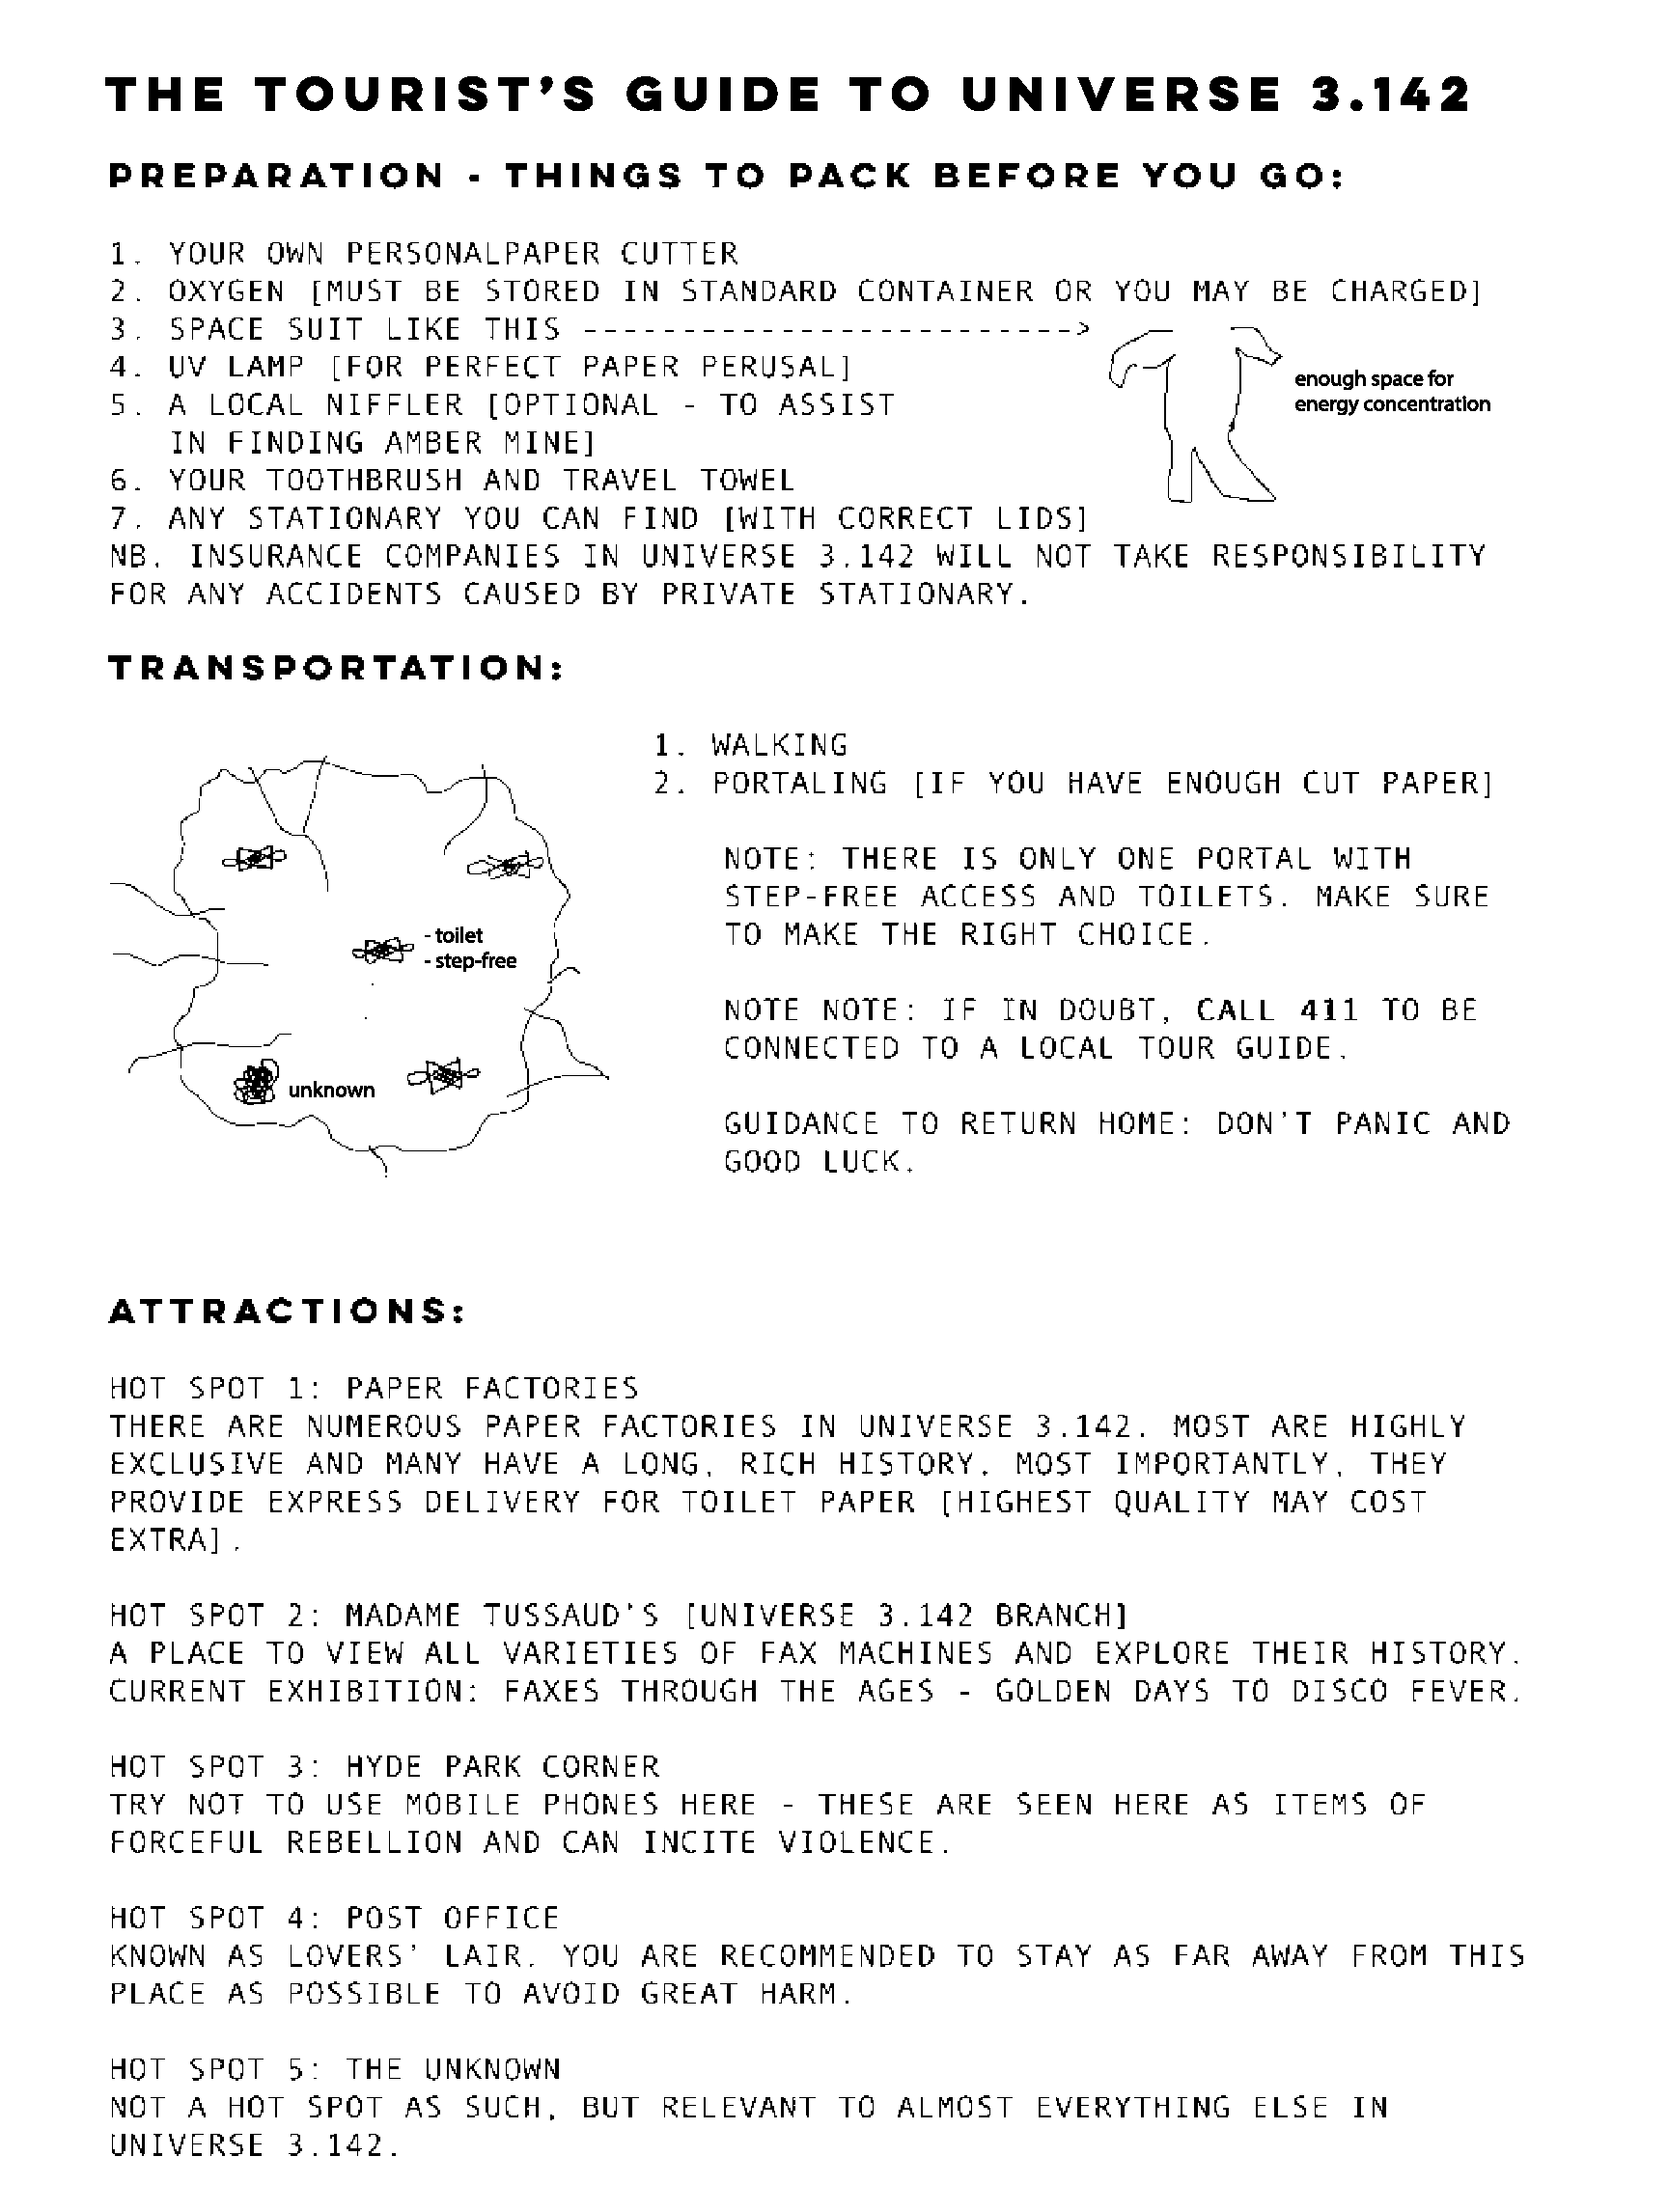 THE TOURIST'S GUIDE TO UNIVERSE 3.142
PREPARATION - THINGS TO PACK BEFORE YOU GO:
1. YOUR OWN PERSONALPAPER CUTTER
2. OXYGEN [MUST BE STORED IN STANDARD CONTAINER OR YOU MAY BE CHARGED]
3. SPACE SUIT LIKE THIS ------------------------->
4. UV LAMP [FOR PERFECT PAPER PERUSAL]
5. A LOCAL NIFFLER [OPTIONAL - TO ASSIST
IN FINDING AMBER MINE]
enough space for
energy concentration
6. YOUR TOOTHBRUSH AND TRAVEL TOWEL
7. ANY STATIONARY YOU CAN FIND [WITH CORRECT LIDS]
NB. INSURANCE COMPANIES IN UNIVERSE 3.142 WILL NOT TAKE RESPONSIBILITY
FOR ANY ACCIDENTS CAUSED BY PRIVATE STATIONARY.
TRANSPORTATION:
- toilet
- step-free
unknown
1. WALKING
2. PORTALING [IF YOU HAVE ENOUGH CUT PAPER]
NOTE: THERE IS ONLY ONE PORTAL WITH
STEP-FREE ACCESS AND TOILETS. MAKE SURE
TO MAKE THE RIGHT CHOICE.
NOTE NOTE: IF IN DOUBT, CALL 411 TO BE
CONNECTED TO A LOCAL TOUR GUIDE.
GUIDANCE TO RETURN HOME: DON'T PANIC AND
GOOD LUCK.
ATTRACTIONS:
HOT SPOT 1: PAPER FACTORIES
THERE ARE NUMEROUS PAPER FACTORIES IN UNIVERSE 3.142. MOST ARE HIGHLY
EXCLUSIVE AND MANY HAVE A LONG, RICH HISTORY. MOST IMPORTANTLY, THEY
PROVIDE EXPRESS DELIVERY FOR TOILET PAPER [HIGHEST QUALITY MAY COST
EXTRA].
HOT SPOT 2: MADAME TUSSAUD'S [UNIVERSE 3.142 BRANCH]
A PLACE TO VIEW ALL VARIETIES OF FAX MACHINES AND EXPLORE THEIR HISTORY.
CURRENT EXHIBITION: FAXES THROUGH THE AGES - GOLDEN DAYS TO DISCO FEVER.
HOT SPOT 3: HYDE PARK CORNER
TRY NOT TO USE MOBILE PHONES HERE - THESE ARE SEEN HERE AS ITEMS OF
FORCEFUL REBELLION AND CAN INCITE VIOLENCE.
HOT SPOT 4: POST OFFICE
KNOWN AS LOVERS' LAIR. YOU ARE RECOMMENDED TO STAY AS FAR AWAY FROM THIS
PLACE AS POSSIBLE TO AVOID GREAT HARM.
HOT SPOT 5: THE UNKNOWN
NOT A HOT SPOT AS SUCH, BUT RELEVANT TO ALMOST EVERYTHING ELSE IN
UNIVERSE 3.142.